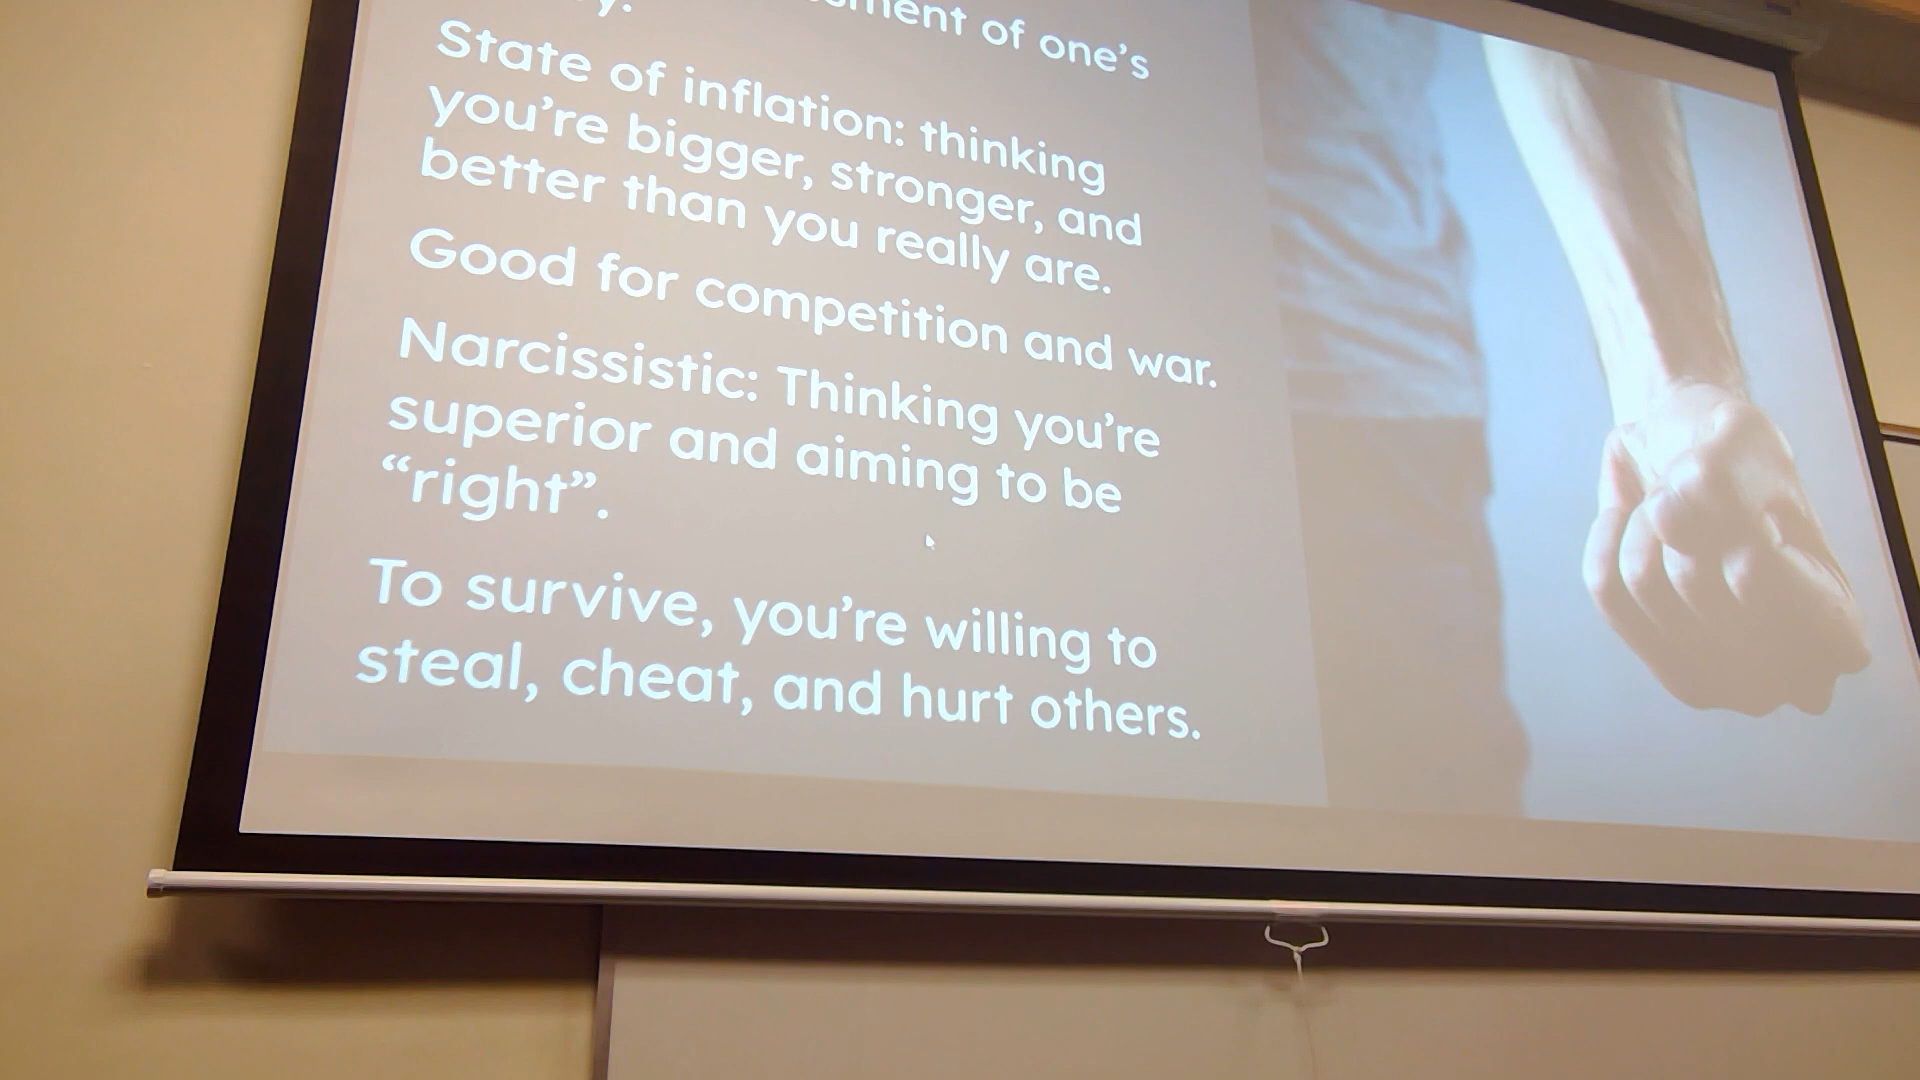 of one's
State of inflation: thinking
you're bigger, stronger, and
better than you really are.
Good for competition and war.
Narcissistic: Thinking you're
superior and aiming to be
“right”.
To survive, you're willing to
steal, cheat, and hurt others.